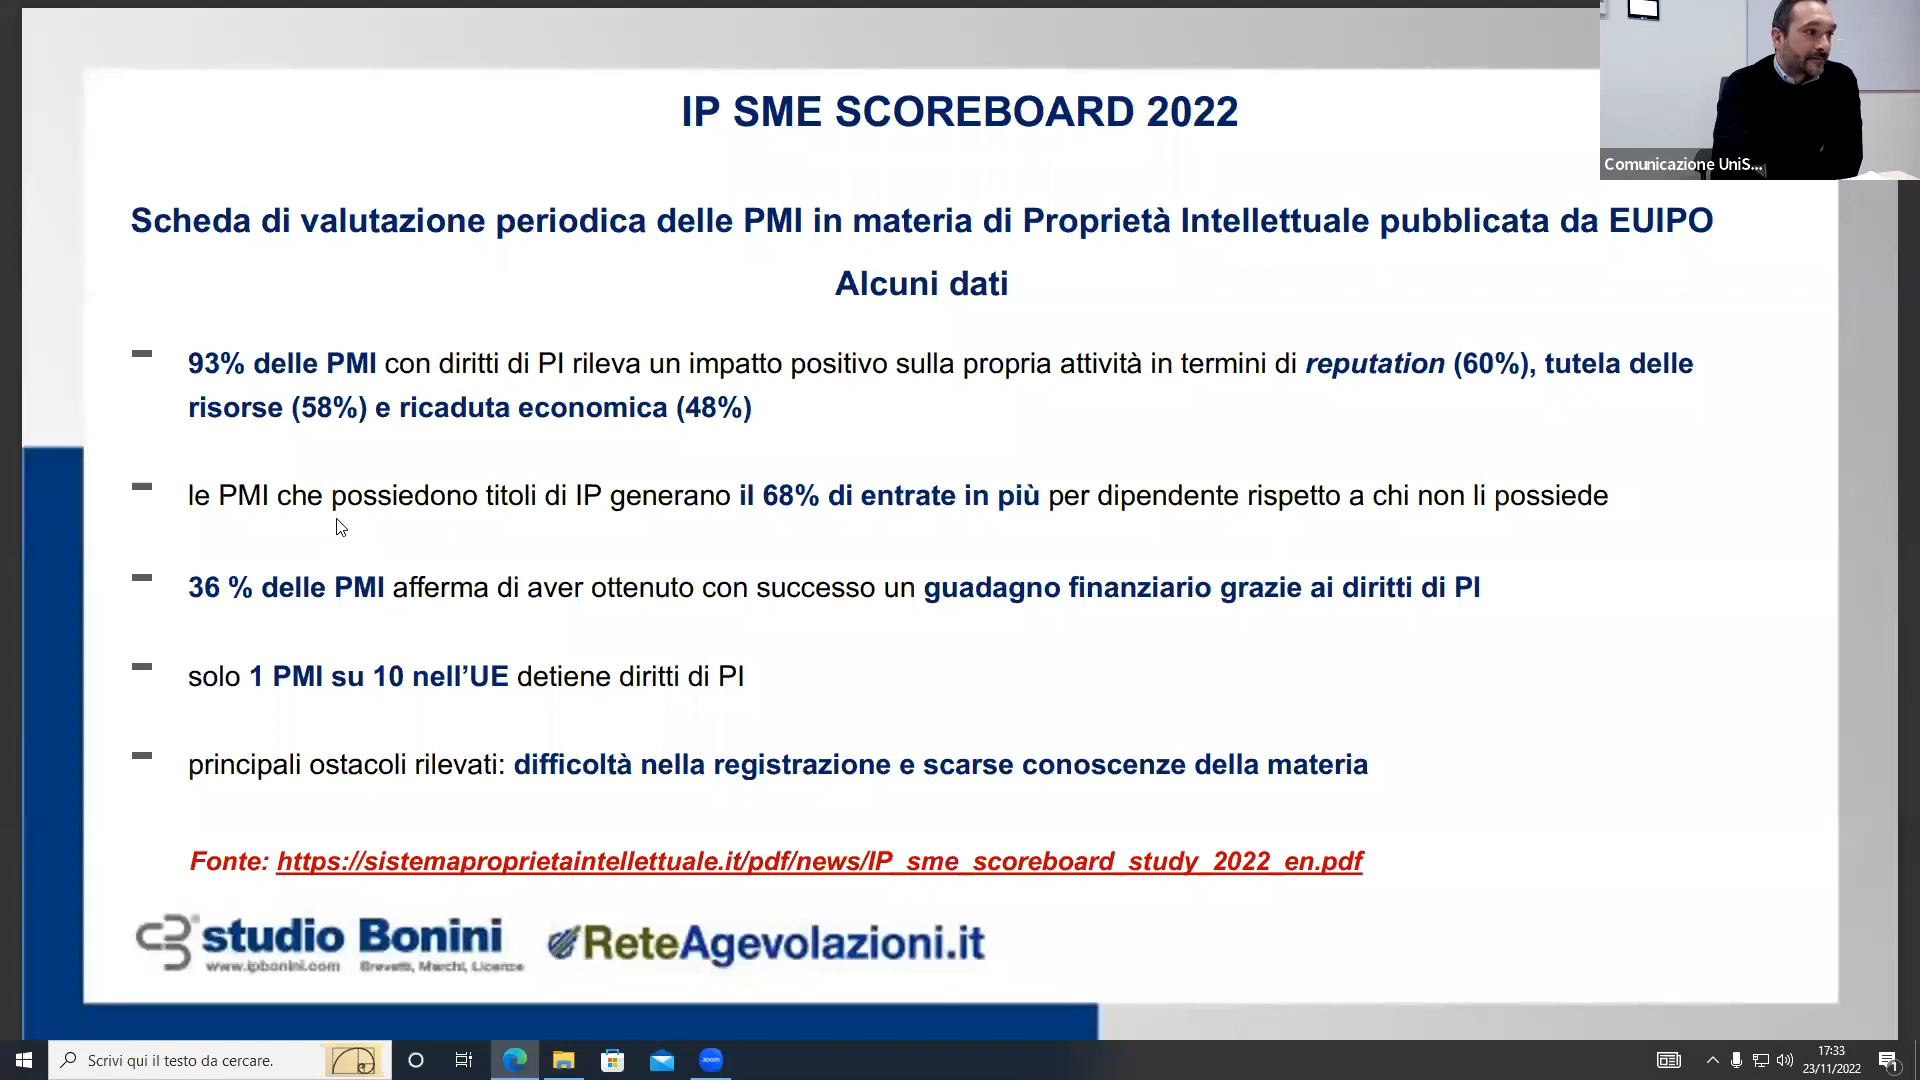 IP SME SCOREBOARD 2022
Comunicazione UniS...
Scheda di valutazione periodica delle PMI in materia di Proprietà Intellettuale pubblicata da EUIPO
Alcuni dati
93% delle PMI con diritti di PI rileva un impatto positivo sulla propria attività in termini di reputation (60%), tutela delle
risorse (58%) e ricaduta economica (48%)
le PMI che possiedono titoli di IP generano il 68% di entrate in più per dipendente rispetto a chi non li possiede
36 % delle PMI afferma di aver ottenuto con successo un guadagno finanziario grazie ai diritti di PI
solo 1 PMI su 10 nell’UE detiene diritti di PI
principali ostacoli rilevati: difficoltà nella registrazione e scarse conoscenze della materia
Fonte: https://sistemaproprietaintellettuale.it/pdf/news/IP_sme_scoreboard_study_2022_en.pdf
studio Bonini
www.ipbonini.com Brevetti, Marchi, Licenze
ReteAgevolazioni.it
Scrivi qui il testo da cercare.
zoom
17:33
23/11/2022
1